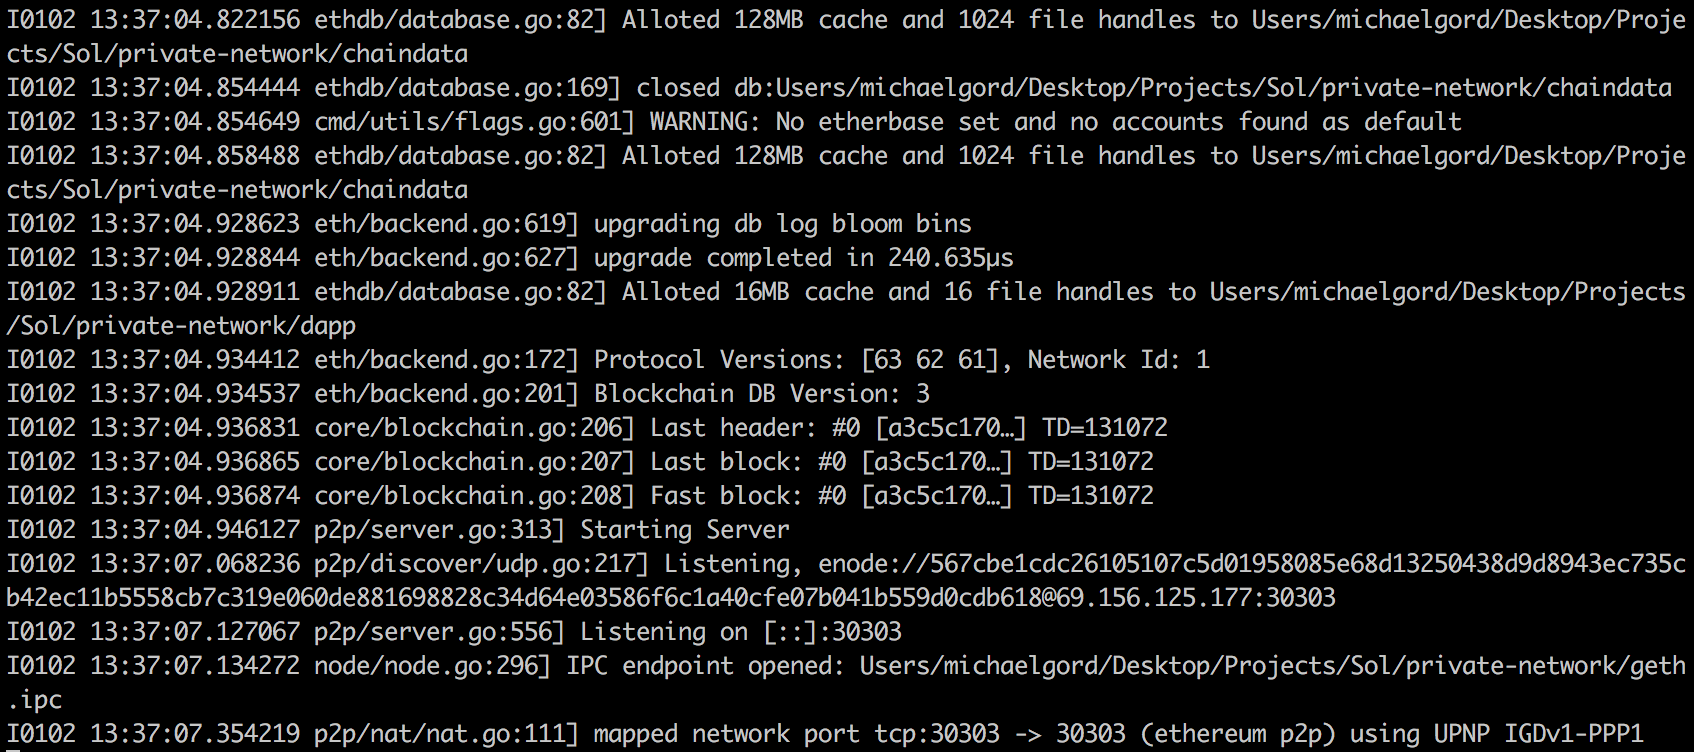 I0102 13:37:04.822156 ethdb/database.go:82] Alloted 128MB cache and 1024 file handles to Users/michaelgord/Desktop/Proje
cts/Sol/private-network/chaindata
I0102 13:37:04.854444 ethdb/database.go:169] closed db:Users/michaelgord/Desktop/Projects/Sol/private-network/chaindata
I0102 13:37:04.854649 cmd/utils/flags.go:601] WARNING: No etherbase set and no accounts found as default
I0102 13:37:04.858488 ethdb/database.go:82] Alloted 128MB cache and 1024 file handles to Users/michaelgord/Desktop/Proje
cts/Sol/private-network/chaindata
I0102 13:37:04.928623 eth/backend.go:619] upgrading db log bloom bins
I0102 13:37:04.928844 eth/backend.go:627] upgrade completed in 240.635µs
I0102 13:37:04.928911 ethdb/database.go:82] Alloted 16MB cache and 16 file handles to Users/michaelgord/Desktop/Projects
/Sol/private-network/dapp
I0102 13:37:04.934412 eth/backend.go:172] Protocol Versions: [63 62 61], Network Id: 1
I0102 13:37:04.934537 eth/backend.go:201] Blockchain DB Version: 3
I0102 13:37:04.936831 core/blockchain.go:206] Last header: #0 [a3c5c170…] TD=131072
I0102 13:37:04.936865 core/blockchain.go:207] Last block: #0 [a3c5c170…] TD=131072
I0102 13:37:04.936874 core/blockchain.go:208] Fast block: #0 [a3c5c170…] TD=131072
I0102 13:37:04.946127 p2p/server.go:313] Starting Server
I0102 13:37:07.068236 p2p/discover/udp.go:217] Listening, enode://567cbe1cdc26105107c5d01958085e68d13250438d9d8943ec735c
b42ec11b5558cb7c319e060de881698828c34d64e03586f6c1a40cfe07b041b559d0cdb618@69.156.125.177:30303
I0102 13:37:07.127067 p2p/server.go:556] Listening on [::]:30303
I0102 13:37:07.134272 node/node.go:296] IPC endpoint opened: Users/michaelgord/Desktop/Projects/Sol/private-network/geth
.ipc
I0102 13:37:07.354219 p2p/nat/nat.go:111] mapped network port tcp:30303 -> 30303 (ethereum p2p) using UPNP IGDv1-PPP1